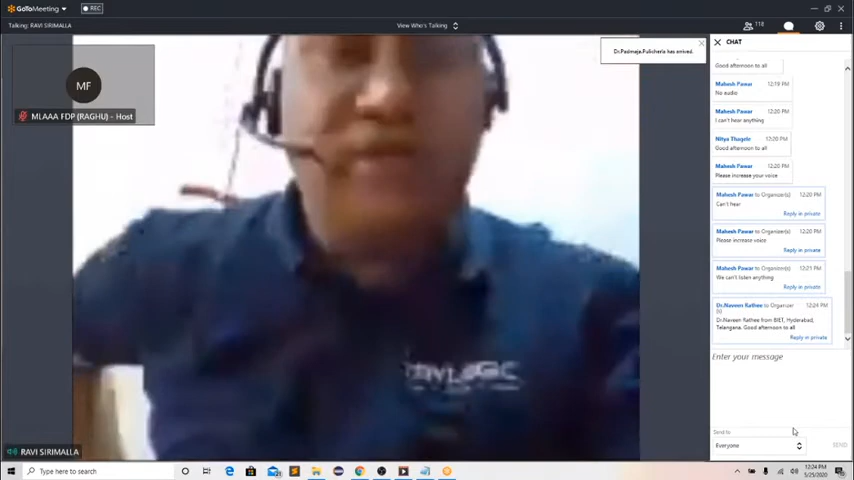 GoToMeeting
REC
Talking: RAVI SIRIMALLA
View Who's Talking
118
Dr.Padmaja.Pulicherla has arrived.
MF
MLAAA FDP (RAGHU) - Host
RAVI SIRIMALLA
CHAT
Good afternoon to all
Mahesh Pawar 12:19 PM
No audio
Mahesh Pawar 12:20 PM
I can't hear anything
Nitya Thagele 12:20 PM
Good afternoon to all
Mahesh Pawar 12:20 PM
Please increase your voice
Mahesh Pawar to Organizer(s) 12:20 PM
Can't hear
Reply in private
Mahesh Pawar to Organizer(s) 12:20 PM
Please increase voice
Reply in private
Mahesh Pawar to Organizer(s) 12:21 PM
We can't listen anything
Reply in private
Dr.Naveen Rathee to Organizer 12:24 PM
(s)
Dr.Naveen Rathee from BIET, Hyderabad,
Telangana. Good afternoon to all
Reply in private
Enter your message
Send to
Everyone
SEND
Type here to search
12:24 PM
5/25/2020